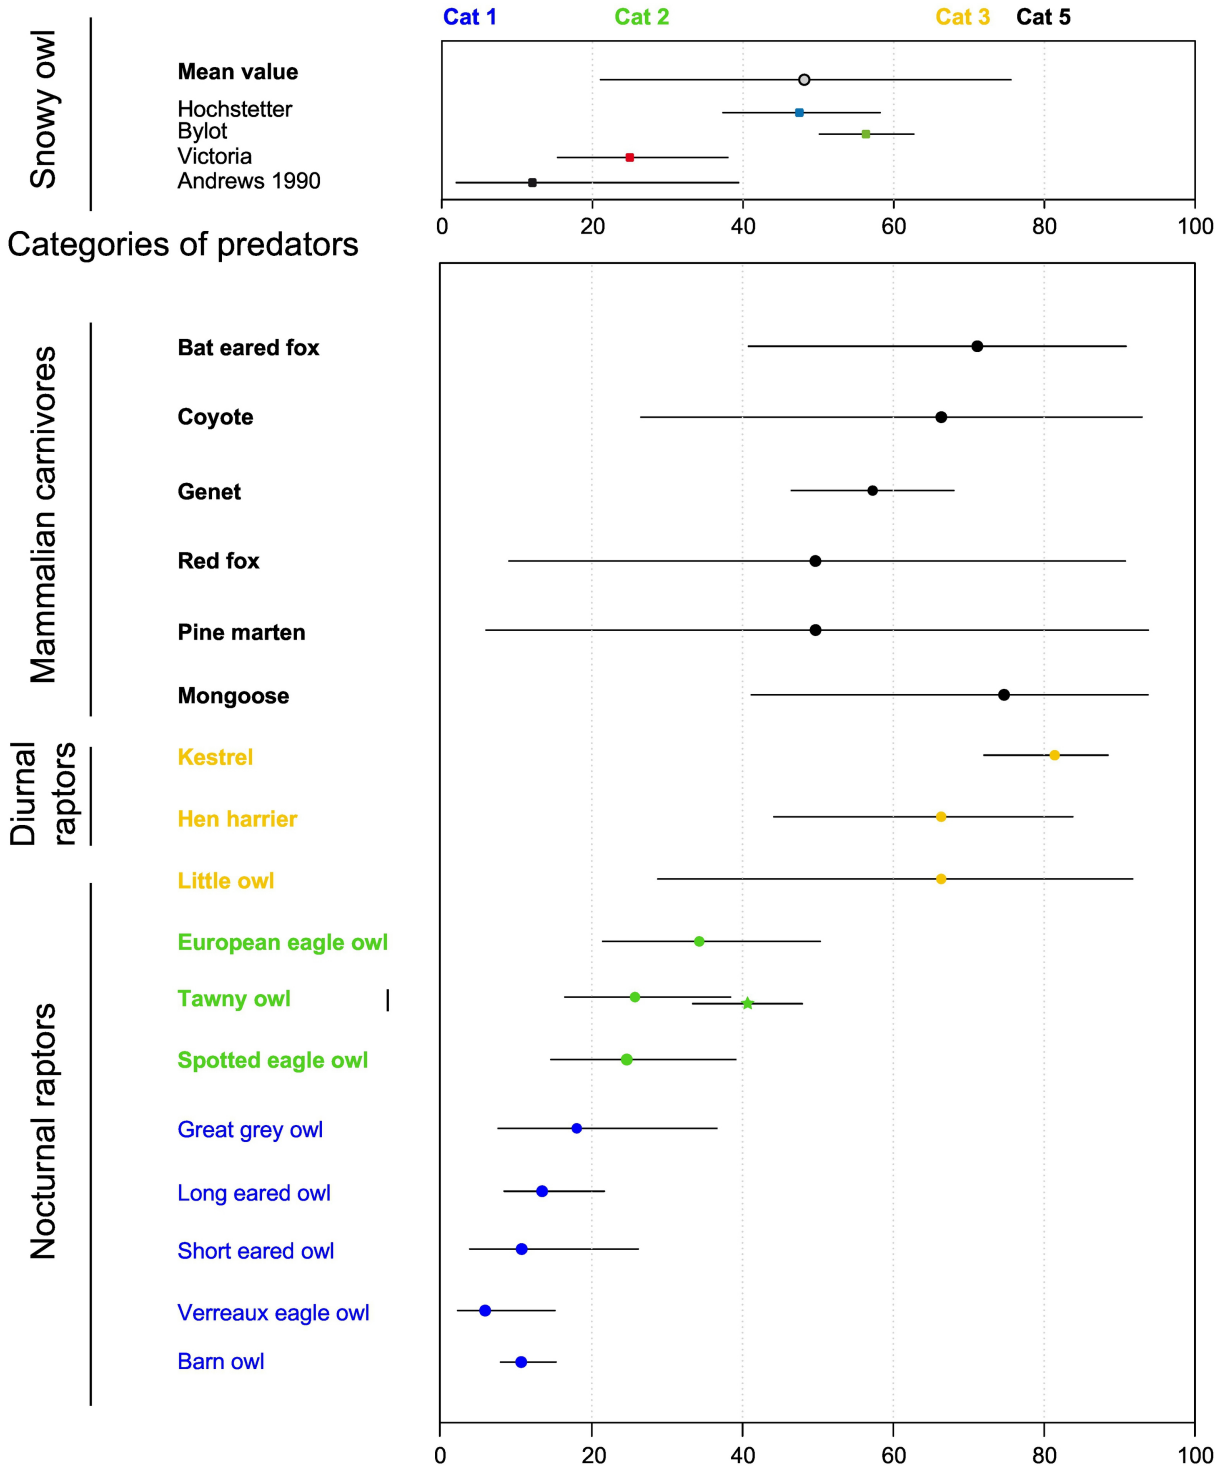 Cat 1 Cat 2 Cat 3 Cat 5
Snowy owl
Mean value
Hochstetter
Bylot
Victoria
Andrews 1990
0 20 40 60 80 100
Categories of predators
Mammalian carnivores
Bat eared fox
Coyote
Genet
Red fox
Pine marten
Mongoose
Diurnal
raptors
Kestrel
Hen harrier
Nocturnal raptors
Little owl
European eagle owl
Tawny owl
Spotted eagle owl
Great grey owl
Long eared owl
Short eared owl
Verreaux eagle owl
Barn owl
0 20 40 60 80 100